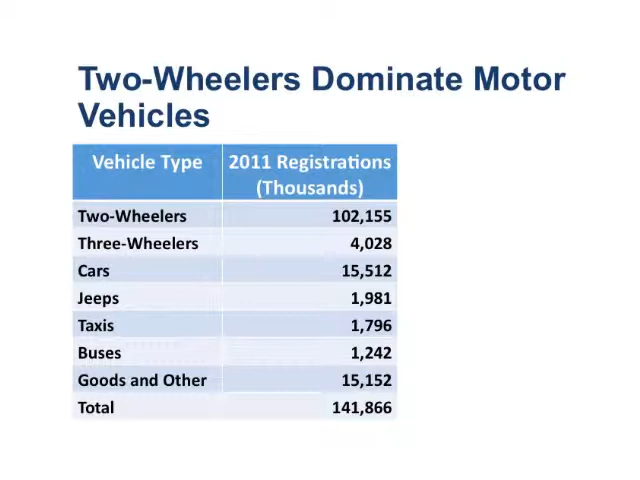 Two-Wheelers Dominate Motor
Vehicles
Vehicle Type 2011 Registrations
(Thousands)
Two-Wheelers 102,155
Three-Wheelers 4,028
Cars 15,512
Jeeps 1,981
Taxis 1,796
Buses 1,242
Goods and Other 15,152
Total 141,866